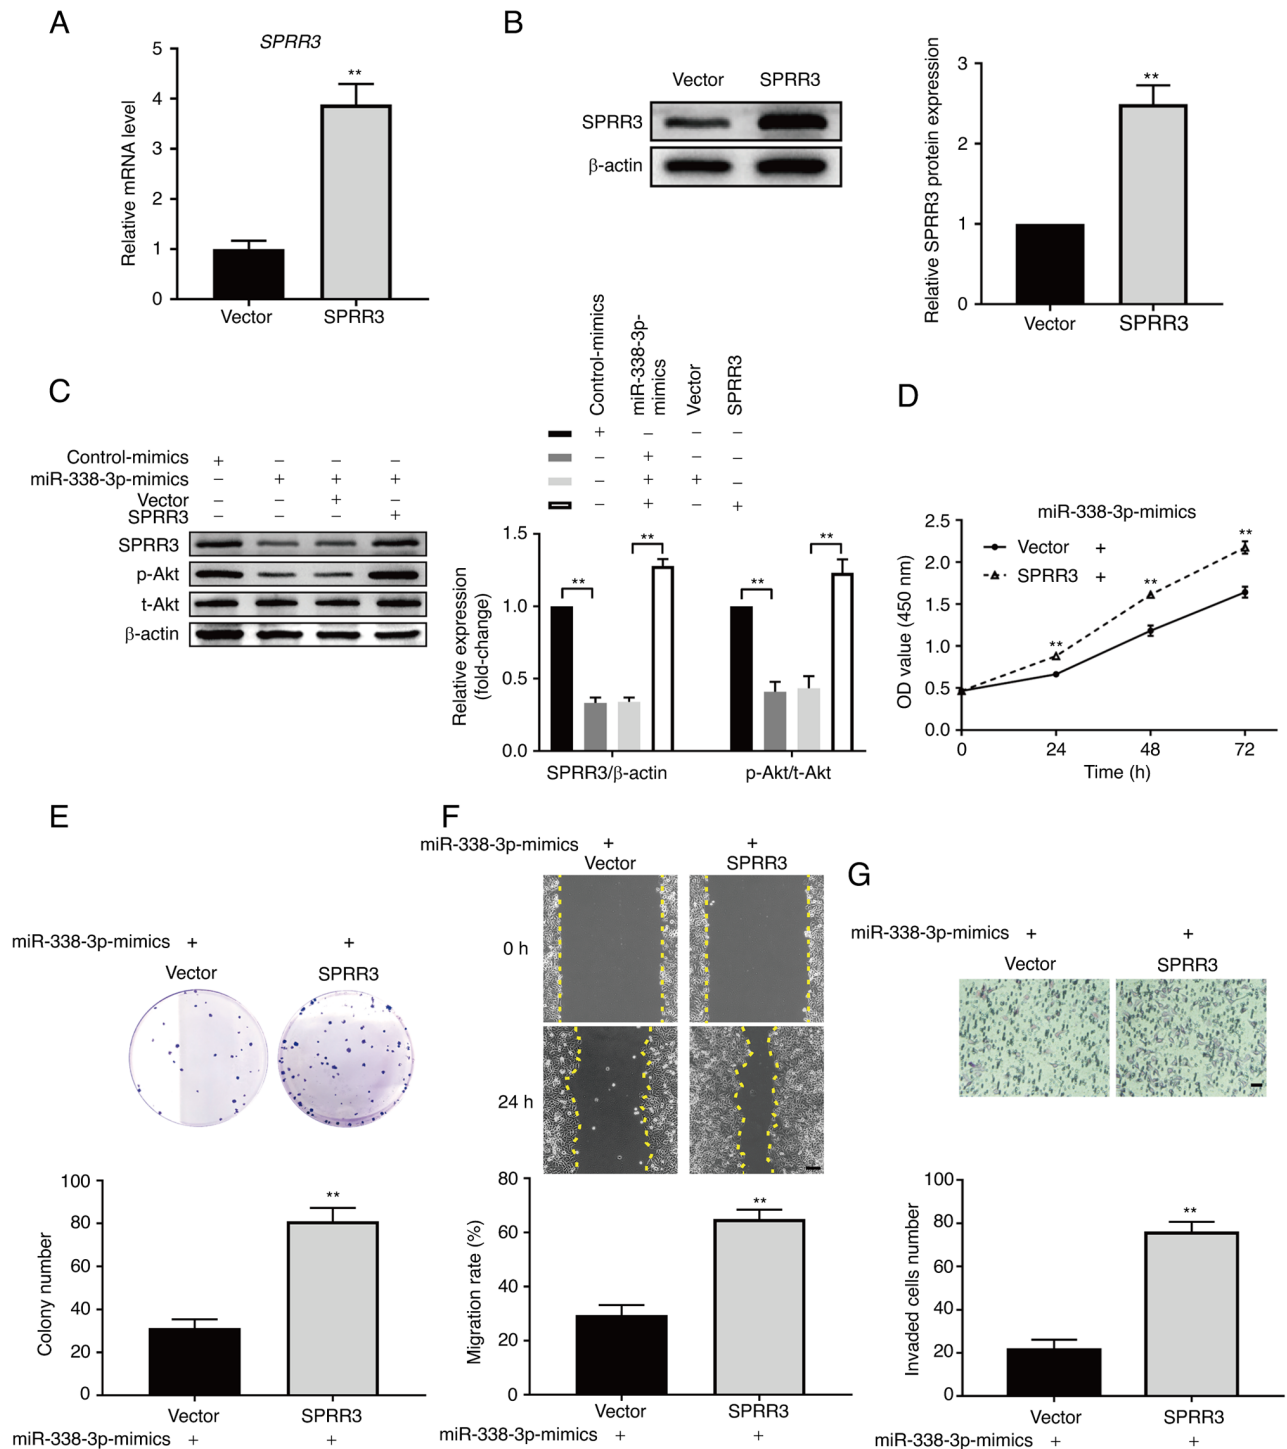 A
SPRR3
Relative mRNA level
5
4
3
2
1
0
**
Vector
SPRR3
B
Vector
SPRR3
SPRR3
β-actin
Relative SPRR3 protein expression
3
2
1
0
**
Vector
SPRR3
C
Control-mimics + − − −
miR-338-3p-mimics − + + +
Vector − − + −
SPRR3 − − − +
SPRR3
p-Akt
t-Akt
β-actin
Control-mimics
miR-338-3p-
mimics
Vector
SPRR3
+ − − −
− + − −
− + + −
− + − +
Relative expression
(fold-change)
1.5
1.0
0.5
0.0
**
**
**
**
SPRR3/β-actin
p-Akt/t-Akt
D
miR-338-3p-mimics
Vector +
SPRR3 +
OD value (450 nm)
2.5
2.0
1.5
1.0
0.5
0.0
**
**
**
0
24
48
72
Time (h)
E
miR-338-3p-mimics + +
Vector
SPRR3
Colony number
100
80
60
40
20
0
**
Vector
SPRR3
miR-338-3p-mimics + +
F
miR-338-3p-mimics + +
Vector
SPRR3
0 h
24 h
Migration rate (%)
80
60
40
20
0
**
Vector
SPRR3
miR-338-3p-mimics + +
G
miR-338-3p-mimics + +
Vector
SPRR3
Invaded cells number
100
80
60
40
20
0
**
Vector
SPRR3
miR-338-3p-mimics + +